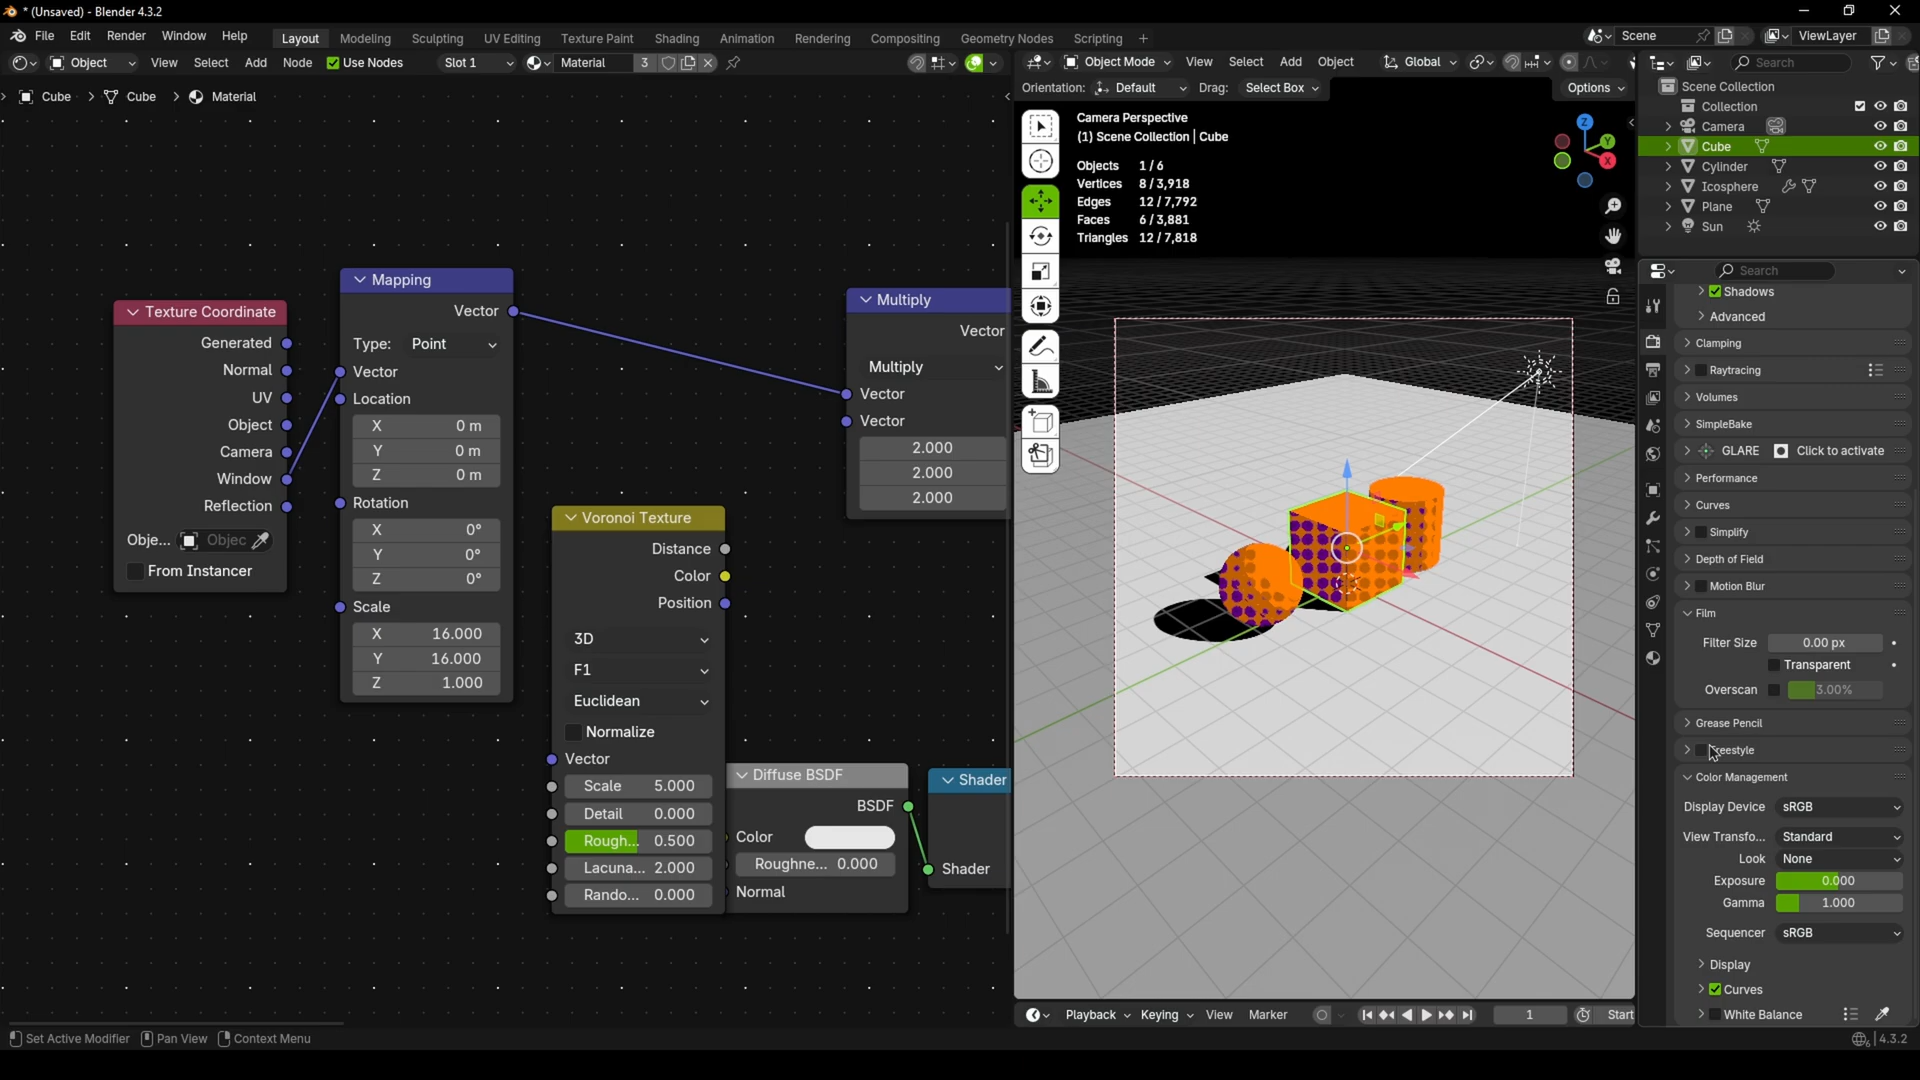 * (Unsaved) - Blender 4.3.2
File Edit Render Window Help
Layout Modeling Sculpting UV Editing Texture Paint Shading Animation Rendering Compositing Geometry Nodes Scripting +
Scene
ViewLayer
Object View Select Add Node Use Nodes Slot 1 Material 3
Cube > Cube > Material
Texture Coordinate
Generated
Normal
UV
Object
Camera
Window
Reflection
Obje... Objec
From Instancer
Mapping
Vector
Type: Point
Vector
Location
X 0 m
Y 0 m
Z 0 m
Rotation
X 0°
Y 0°
Z 0°
Scale
X 16.000
Y 16.000
Z 1.000
Voronoi Texture
Distance
Color
Position
3D
F1
Euclidean
Normalize
Vector
Scale 5.000
Detail 0.000
Rough... 0.500
Lacuna... 2.000
Rando... 0.000
Multiply
Vector
Multiply
Vector
Vector
2.000
2.000
2.000
Diffuse BSDF
BSDF
Color
Roughne... 0.000
Normal
Shader
Shader
Object Mode View Select Add Object Global
Orientation: Default Drag: Select Box Options
Camera Perspective
(1) Scene Collection | Cube
Objects 1/6
Vertices 8/3,918
Edges 12/7,792
Faces 6/3,881
Triangles 12/7,818
Z
Y
X
Playback Keying View Marker 1 Start
Search
Scene Collection
Collection
Camera
Cube
Cylinder
Icosphere
Plane
Sun
Search
Shadows
Advanced
Clamping
Raytracing
Volumes
SimpleBake
GLARE Click to activate
Performance
Curves
Simplify
Depth of Field
Motion Blur
Film
Filter Size 0.00 px
Transparent
Overscan 3.00%
Grease Pencil
Freestyle
Color Management
Display Device sRGB
View Transfo... Standard
Look None
Exposure 0.000
Gamma 1.000
Sequencer sRGB
Display
Curves
White Balance
Set Active Modifier Pan View Context Menu
4.3.2